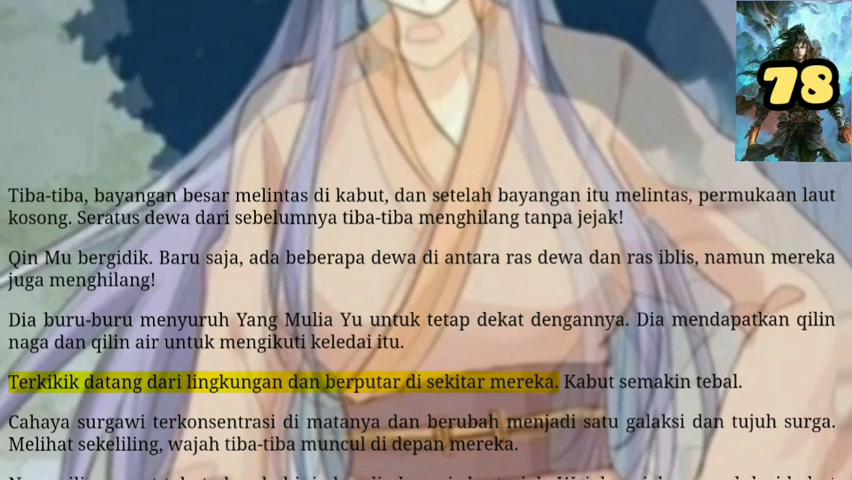 78
Tiba-tiba, bayangan besar melintas di kabut, dan setelah bayangan itu melintas, permukaan laut
kosong. Seratus dewa dari sebelumnya tiba-tiba menghilang tanpa jejak!
Qin Mu bergidik. Baru saja, ada beberapa dewa di antara ras dewa dan ras iblis, namun mereka
juga menghilang!
Dia buru-buru menyuruh Yang Mulia Yu untuk tetap dekat dengannya. Dia mendapatkan qilin
naga dan qilin air untuk mengikuti keledai itu.
Terkikik datang dari lingkungan dan berputar di sekitar mereka. Kabut semakin tebal.
Cahaya surgawi terkonsentrasi di matanya dan berubah menjadi satu galaksi dan tujuh surga.
Melihat sekeliling, wajah tiba-tiba muncul di depan mereka.